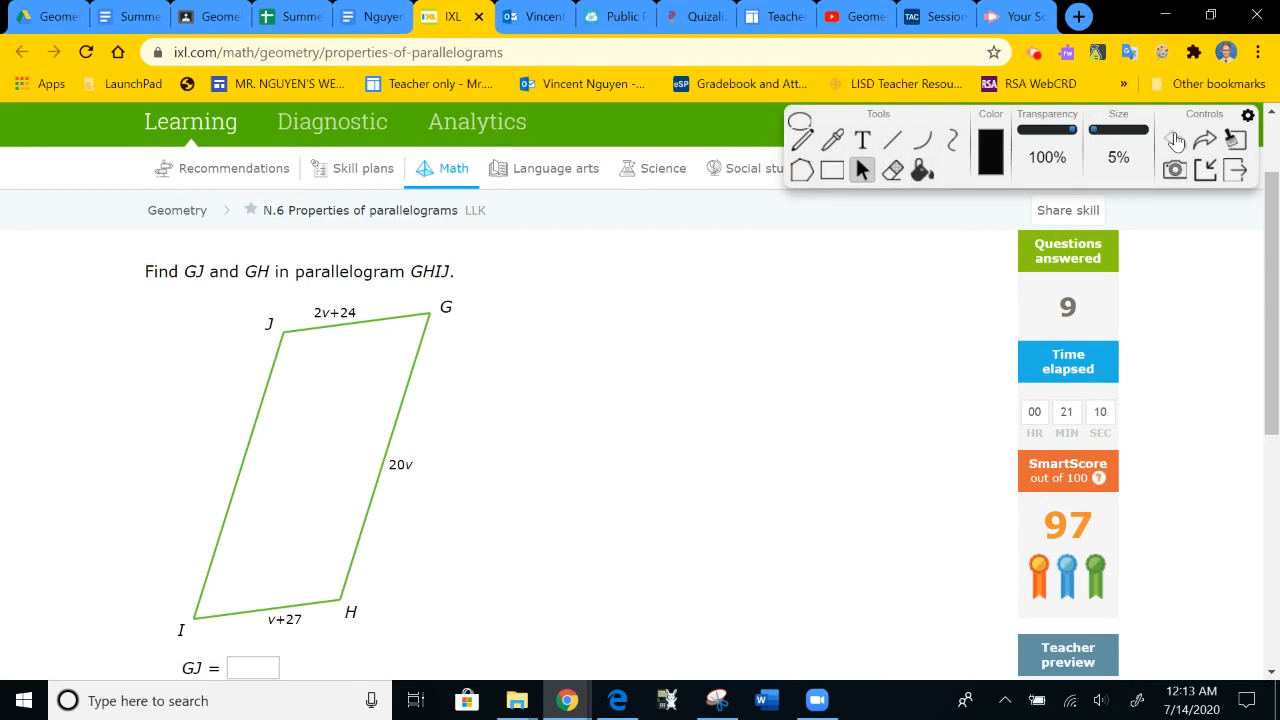 Geome Summe Geome Summe Nguyer IXL Vincent Public P Quizali Teacher Geome TAC Session Your Sc
ixl.com/math/geometry/properties-of-parallelograms
Apps LaunchPad MR. NGUYEN'S WE... Teacher only - Mr.... Vincent Nguyen -... eSP Gradebook and Att... LISD Teacher Resou... RSA RSA WebCRD » Other bookmarks
Learning Diagnostic Analytics
Tools Color Transparency Size Controls
T
100% 5%
Recommendations Skill plans Math Language arts Science Social stu
Geometry > N.6 Properties of parallelograms LLK Share skill
Find GJ and GH in parallelogram GHIJ.
J 2v+24 G
20v
I v+27 H
GJ =
Questions
answered
9
Time
elapsed
00 21 10
HR MIN SEC
SmartScore
out of 100 ?
97
Teacher
preview
Type here to search
12:13 AM
7/14/2020